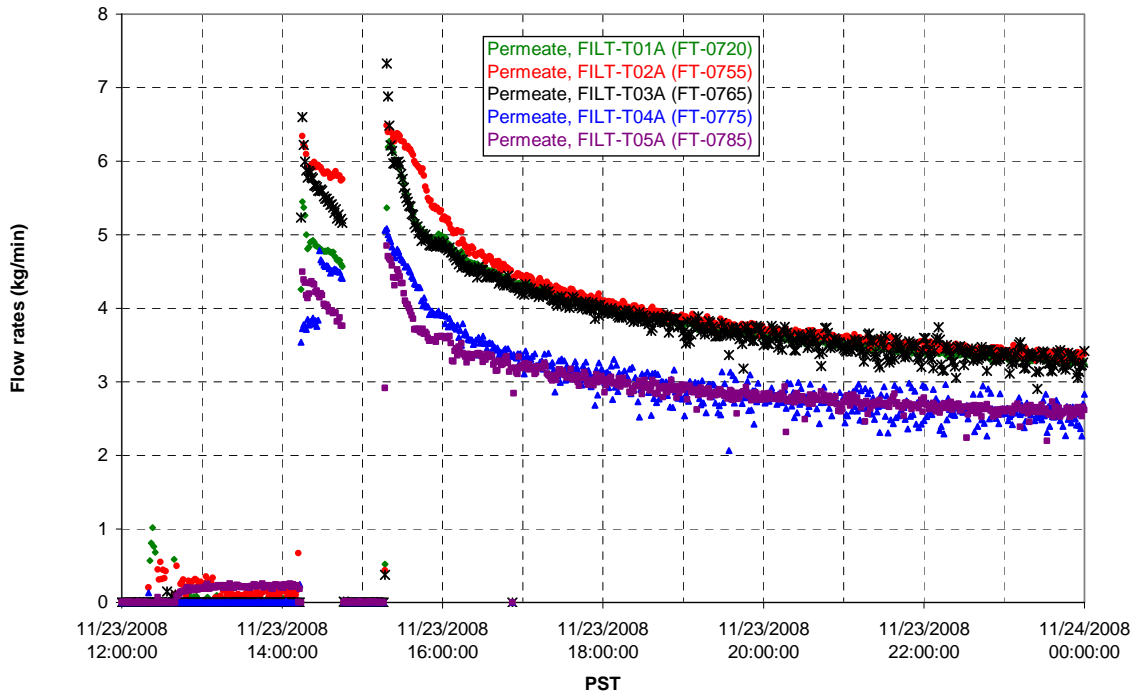 8
7
6
5
4
3
2
1
0
Flow rates (kg/min)
Permeate, FILT-T01A (FT-0720)
Permeate, FILT-T02A (FT-0755)
Permeate, FILT-T03A (FT-0765)
Permeate, FILT-T04A (FT-0775)
Permeate, FILT-T05A (FT-0785)
11/23/2008 11/23/2008 11/23/2008 11/23/2008 11/23/2008 11/23/2008 11/24/2008
12:00:00 14:00:00 16:00:00 18:00:00 20:00:00 22:00:00 00:00:00
PST